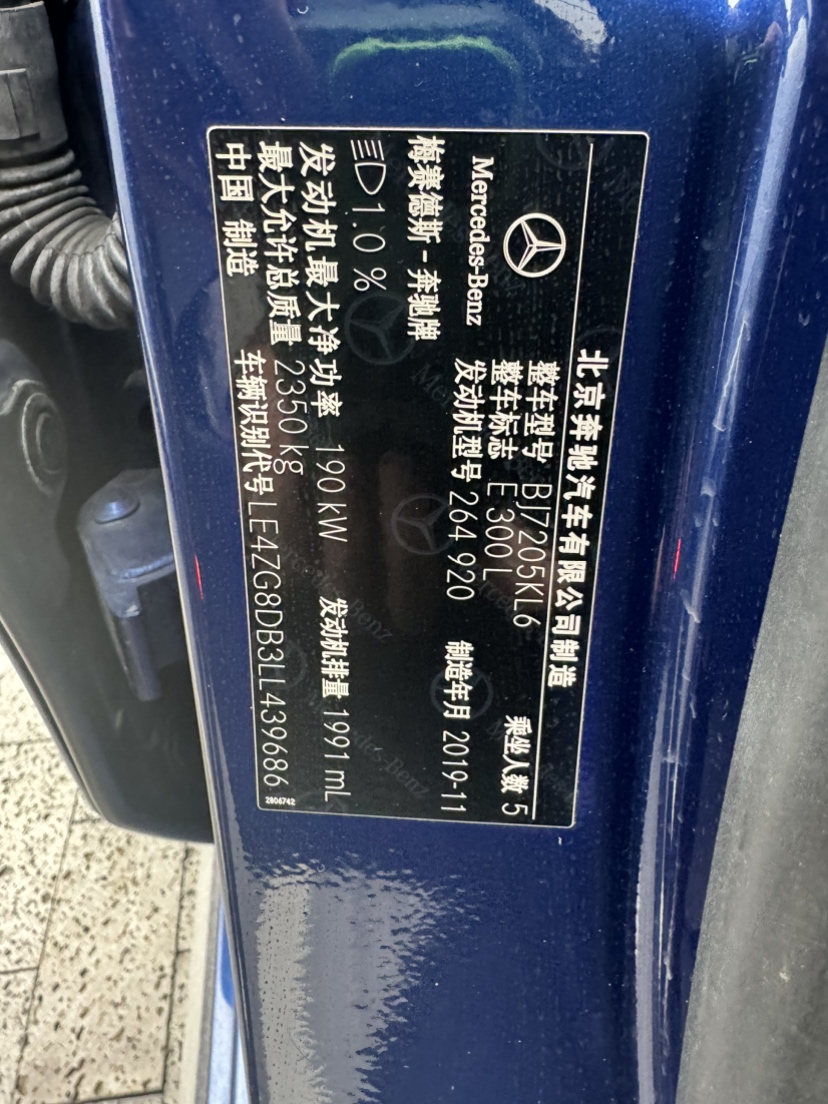 北京奔驰汽车有限公司制造
Mercedes-Benz
梅赛德斯-奔驰牌
整车型号 BJ7205KL6 乘坐人数 5
整车标志 E 300 L
发动机型号 264 920 制造年月 2019-11
1.0 %
发动机最大净功率 190 kW 发动机排量 1991 mL
最大允许总质量 2350 kg
中国 制造 车辆识别代号 LE4ZG8DB3LL439686
2806742